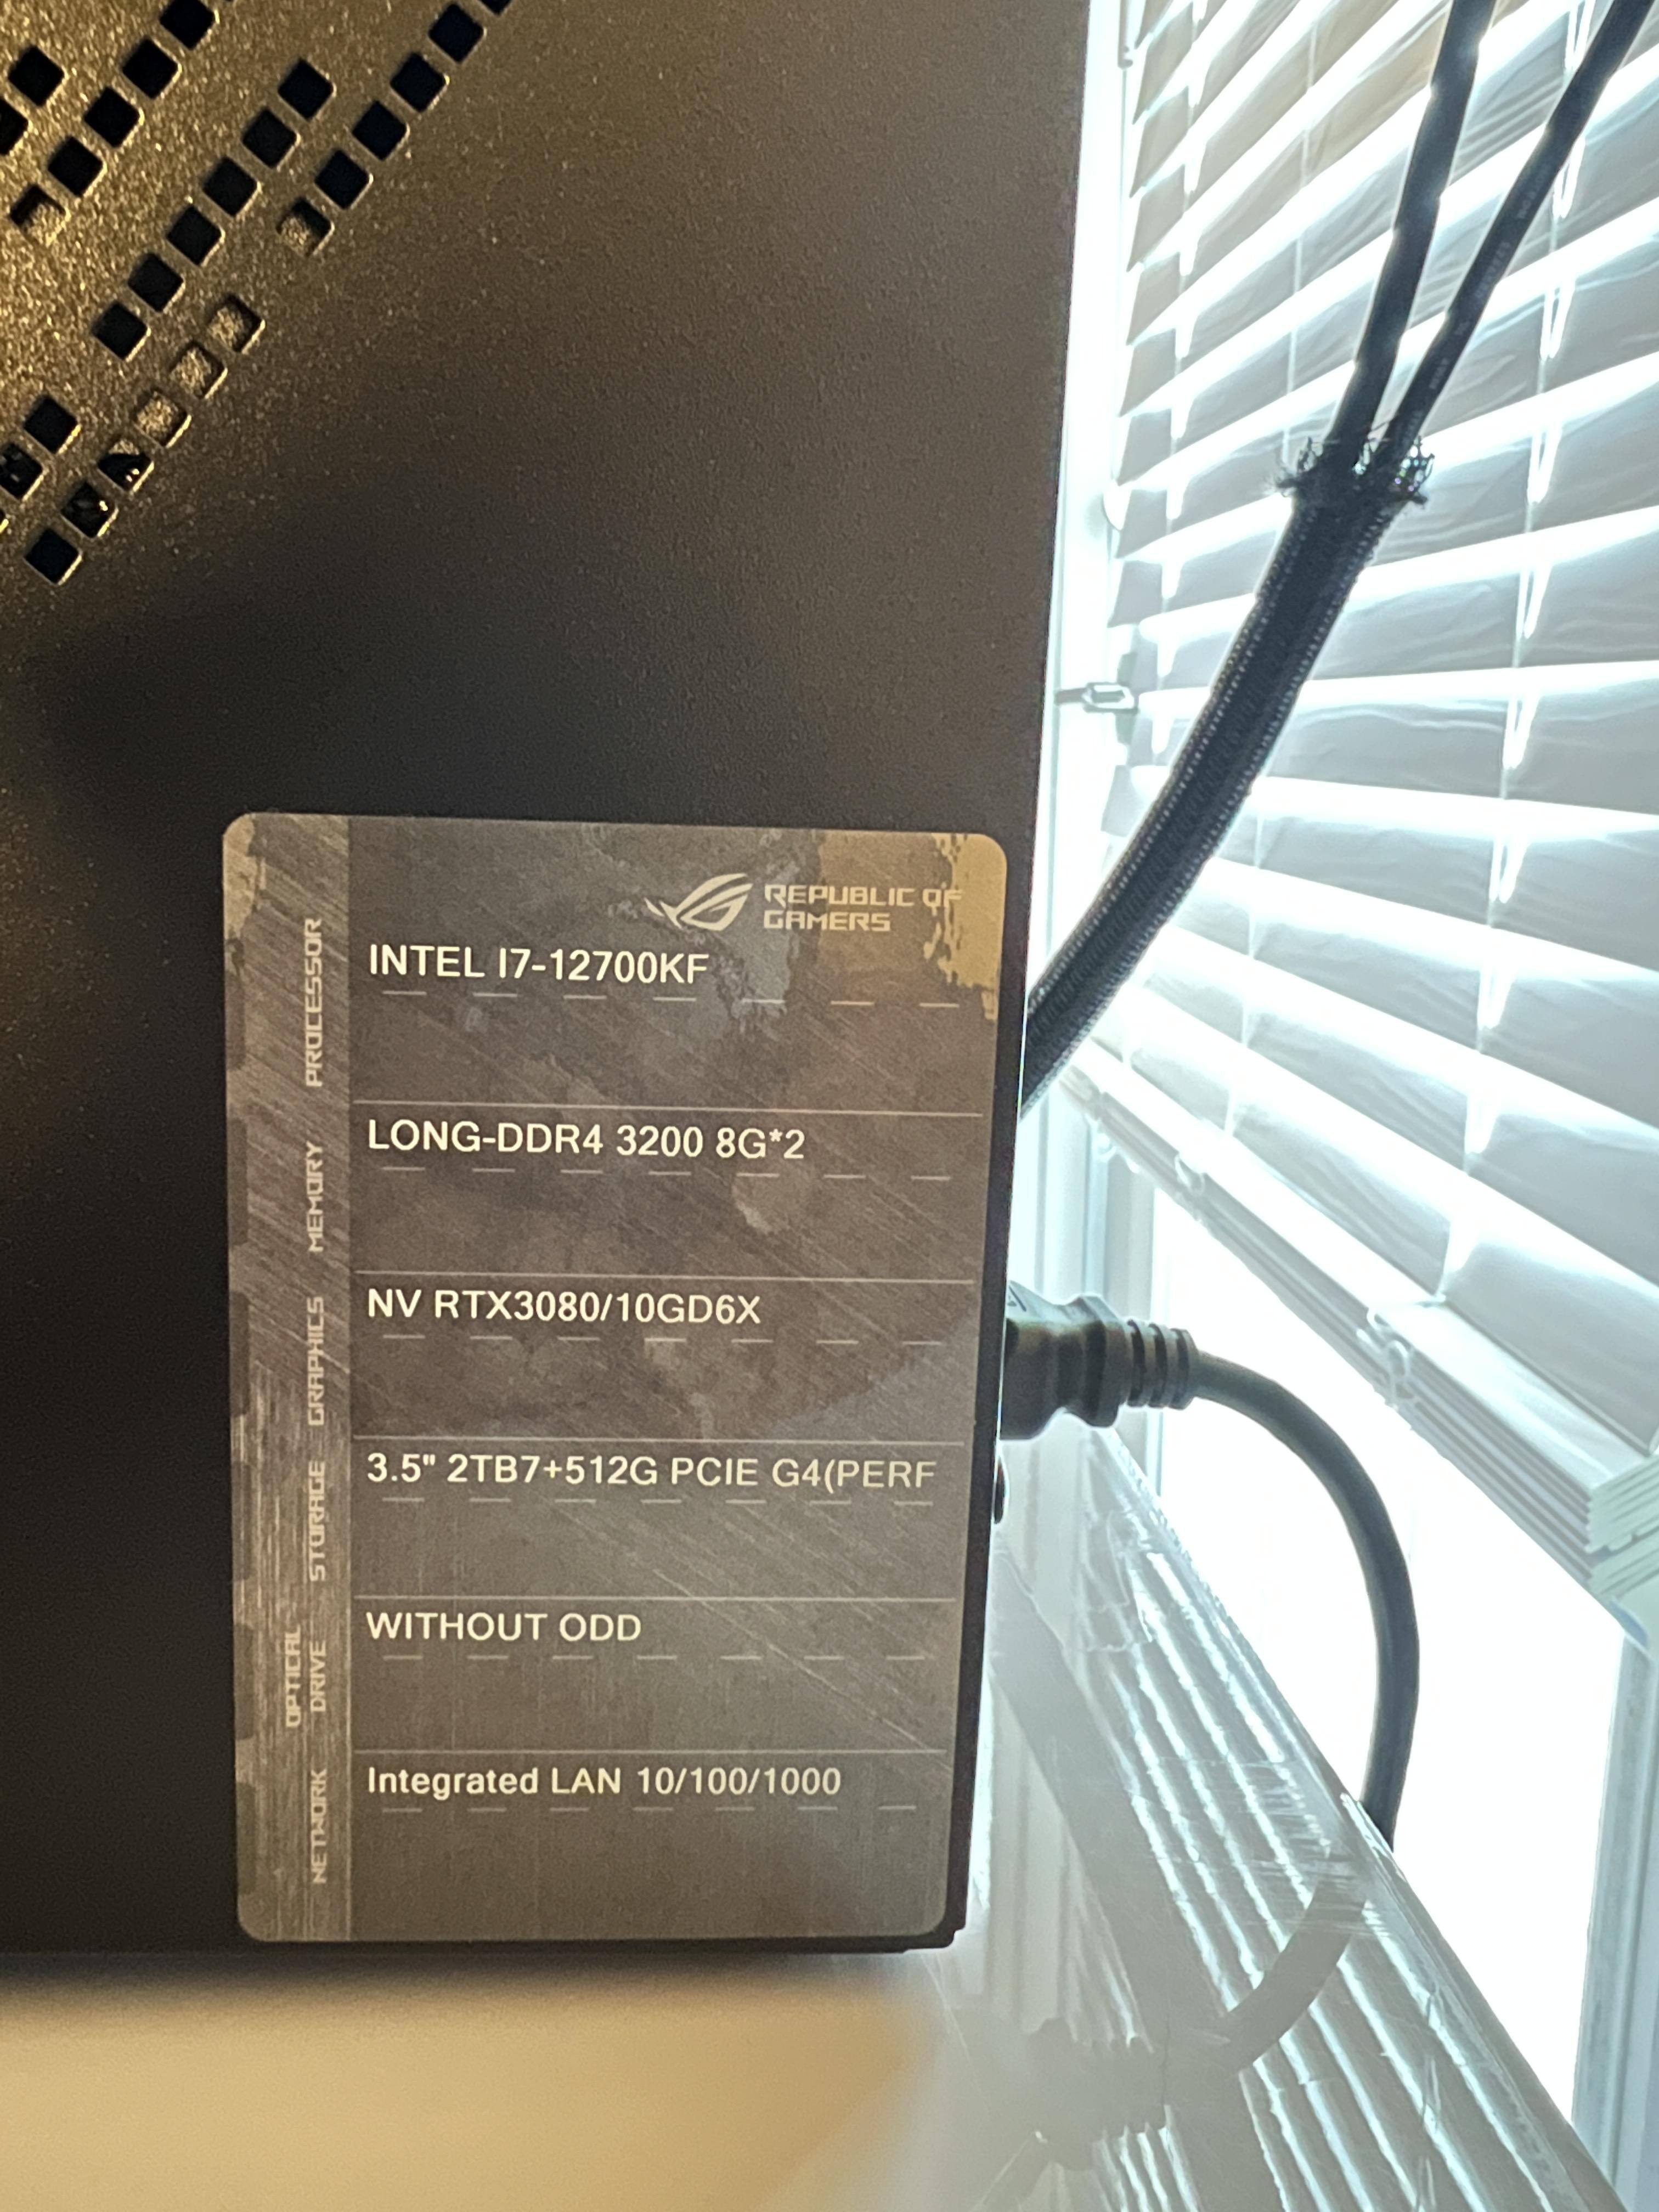 REPUBLIC OF
GAMERS
PROCESSOR
INTEL I7-12700KF
MEMORY
LONG-DDR4 3200 8G*2
GRAPHICS
NV RTX3080/10GD6X
STORAGE
3.5" 2TB7+512G PCIE G4(PERF
OPTICAL
DRIVE
WITHOUT ODD
NETWORK
Integrated LAN 10/100/1000